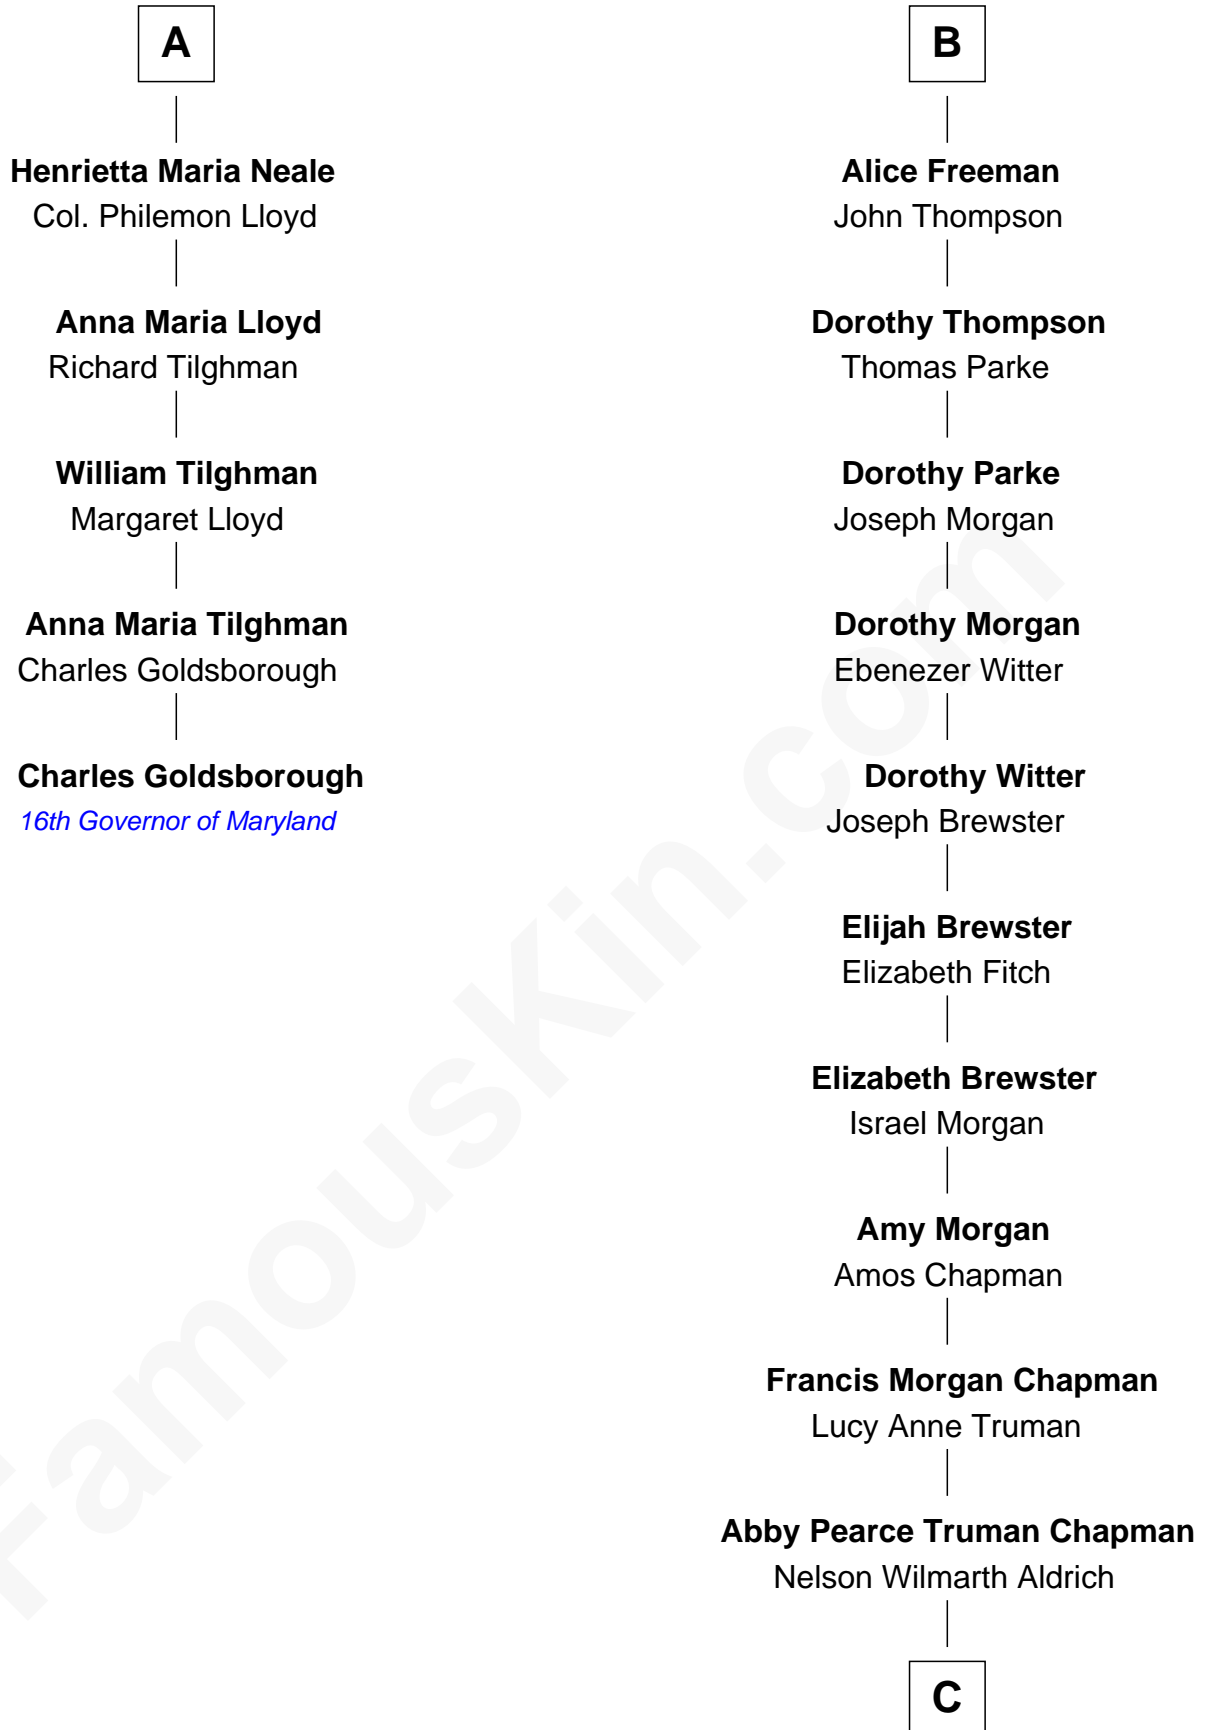 A
Henrietta Maria Neale
Col. Philemon Lloyd
Anna Maria Lloyd
Richard Tilghman
William Tilghman
Margaret Lloyd
Anna Maria Tilghman
Charles Goldsborough
Charles Goldsborough
16th Governor of Maryland
B
Alice Freeman
John Thompson
Dorothy Thompson
Thomas Parke
Dorothy Parke
Joseph Morgan
Dorothy Morgan
Ebenezer Witter
Dorothy Witter
Joseph Brewster
Elijah Brewster
Elizabeth Fitch
Elizabeth Brewster
Israel Morgan
Amy Morgan
Amos Chapman
Francis Morgan Chapman
Lucy Anne Truman
Abby Pearce Truman Chapman
Nelson Wilmarth Aldrich
C
FamousKin.com